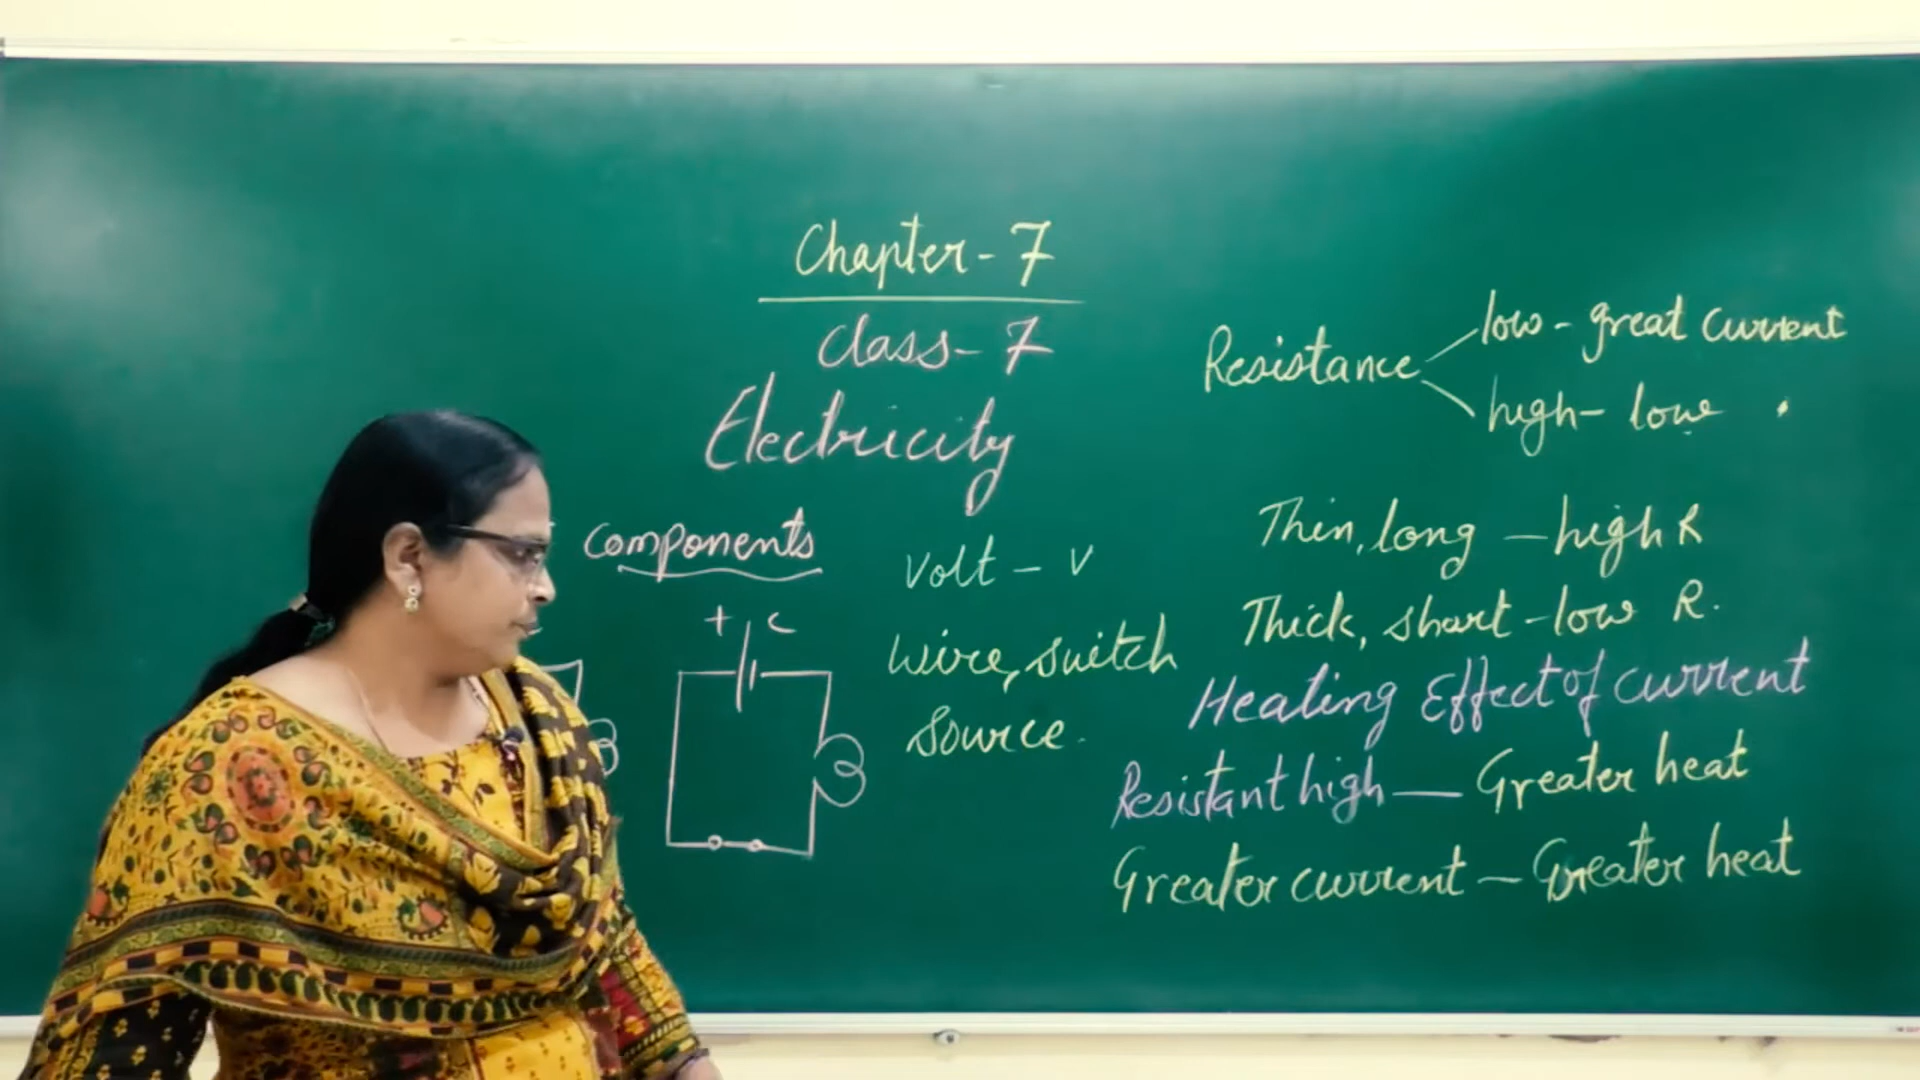 Chapter - 7
Class - 7
Electricity
Components
Volt - V
+ -
Wire, switch
Source.
Resistance
low - great current
high - low
Thin, long - high R
Thick, short - low R.
Heating Effect of current
Resistant high - Greater heat
Greater current - Greater heat